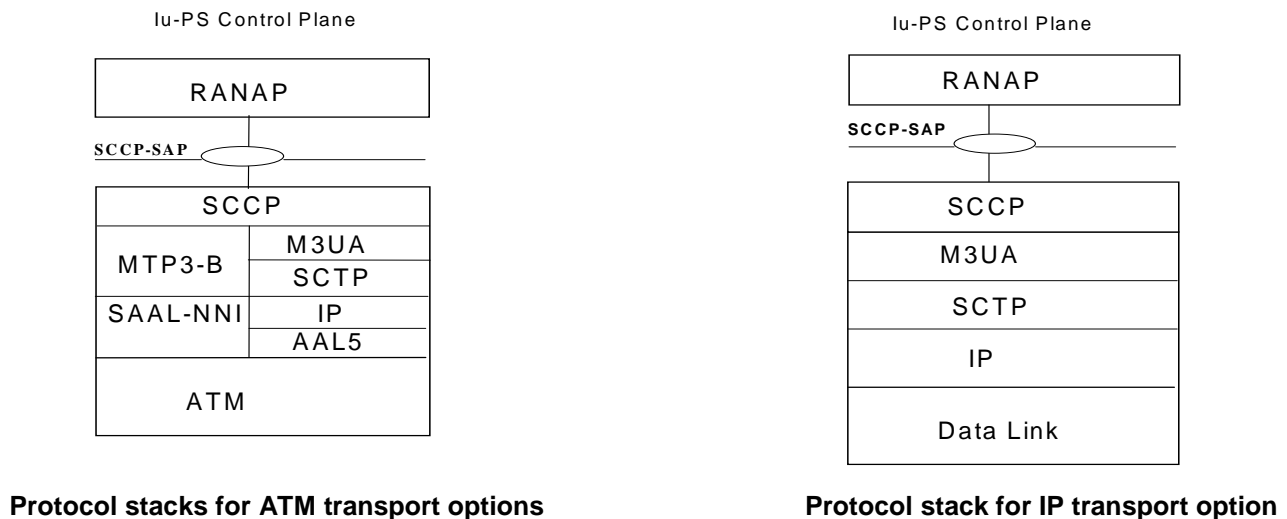 Iu-PS Control Plane
RANAP
SCCP-SAP
SCCP
MTP3-B
M3UA
SCTP
SAAL-NNI
IP
AAL5
ATM
Protocol stacks for ATM transport options
Iu-PS Control Plane
RANAP
SCCP-SAP
SCCP
M3UA
SCTP
IP
Data Link
Protocol stack for IP transport option